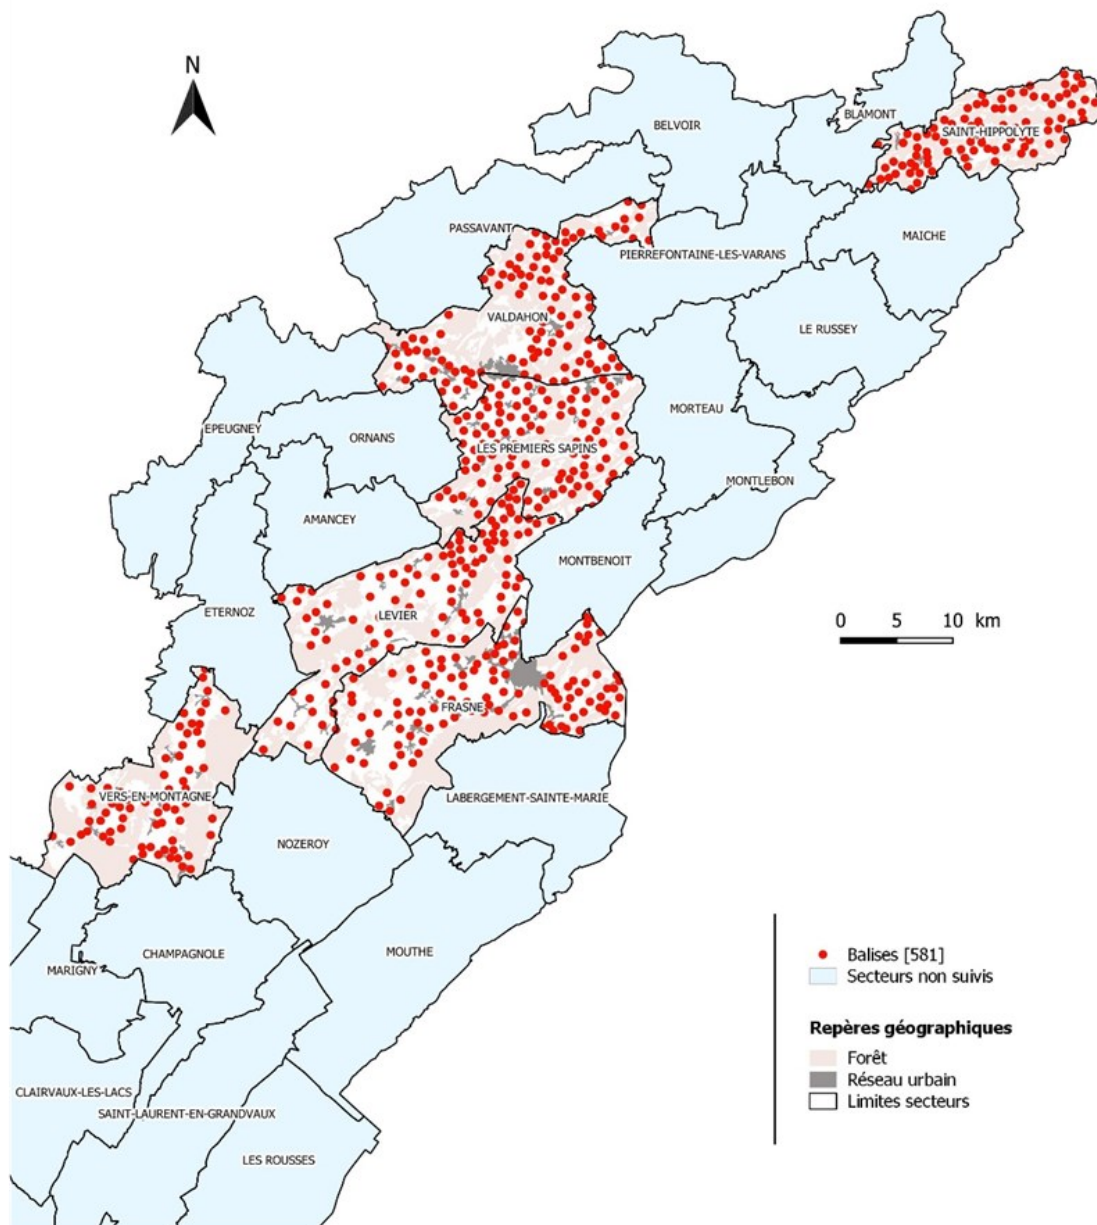 N
BELVOIR
BLAMONT
SAINT-HIPPOLYTE
PASSAVANT
PIERREFONTAINE-LES-VARANS
MAICHE
VALDAHON
LE RUSSEY
MORTEAU
EPEUGNEY
ORNANS
LES PREMIERS SAPINS
MONTLEBON
AMANCEY
MONTBENOIT
ETERNOZ
LEVIER
0 5 10 km
FRASNE
VERS-EN-MONTAGNE
LABERGEMENT-SAINTE-MARIE
NOZEROY
CHAMPAGNOLE
MOUTHE
MARIGNY
Balises [581]
Secteurs non suivis
Repères géographiques
Forêt
Réseau urbain
Limites secteurs
CLAIRVAUX-LES-LACS
SAINT-LAURENT-EN-GRANDVAUX
LES ROUSSES